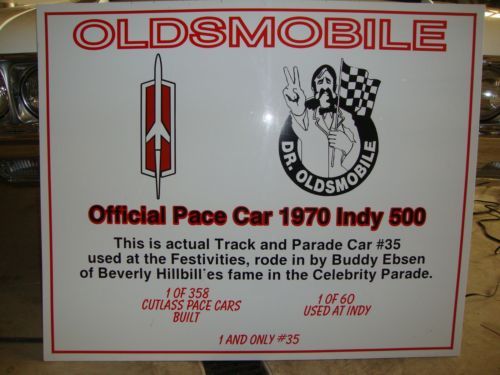 OLDSMOBILE
DR. OLDSMOBILE
Official Pace Car 1970 Indy 500
This is actual Track and Parade Car #35
used at the Festivities, rode in by Buddy Ebsen
of Beverly Hillbill'es fame in the Celebrity Parade.
1 OF 358
CUTLASS PACE CARS
BUILT
1 OF 60
USED AT INDY
1 AND ONLY #35